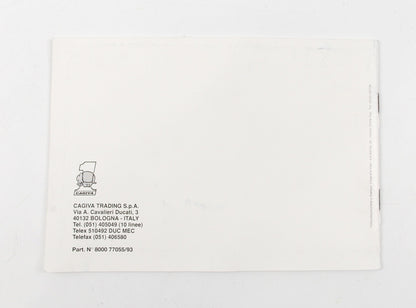 CAGIVA
CAGIVA TRADING S.p.A.
Via A. Cavalieri Ducati, 3
40132 BOLOGNA - ITALY
Tel. (051) 405049 (10 linee)
Telex 510492 DUC MEC
Telefax (051) 406580
Part. N° 8000 77055/93